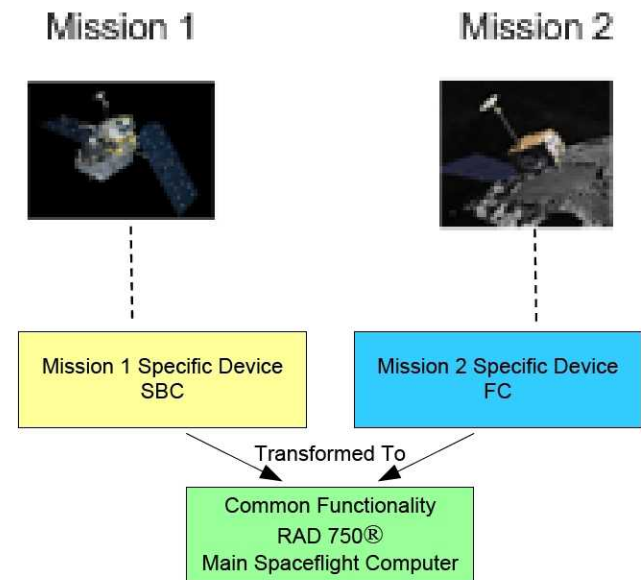 Mission 1
Mission 2
Mission 1 Specific Device
SBC
Mission 2 Specific Device
FC
Transformed To
Common Functionality
RAD 750®
Main Spaceflight Computer